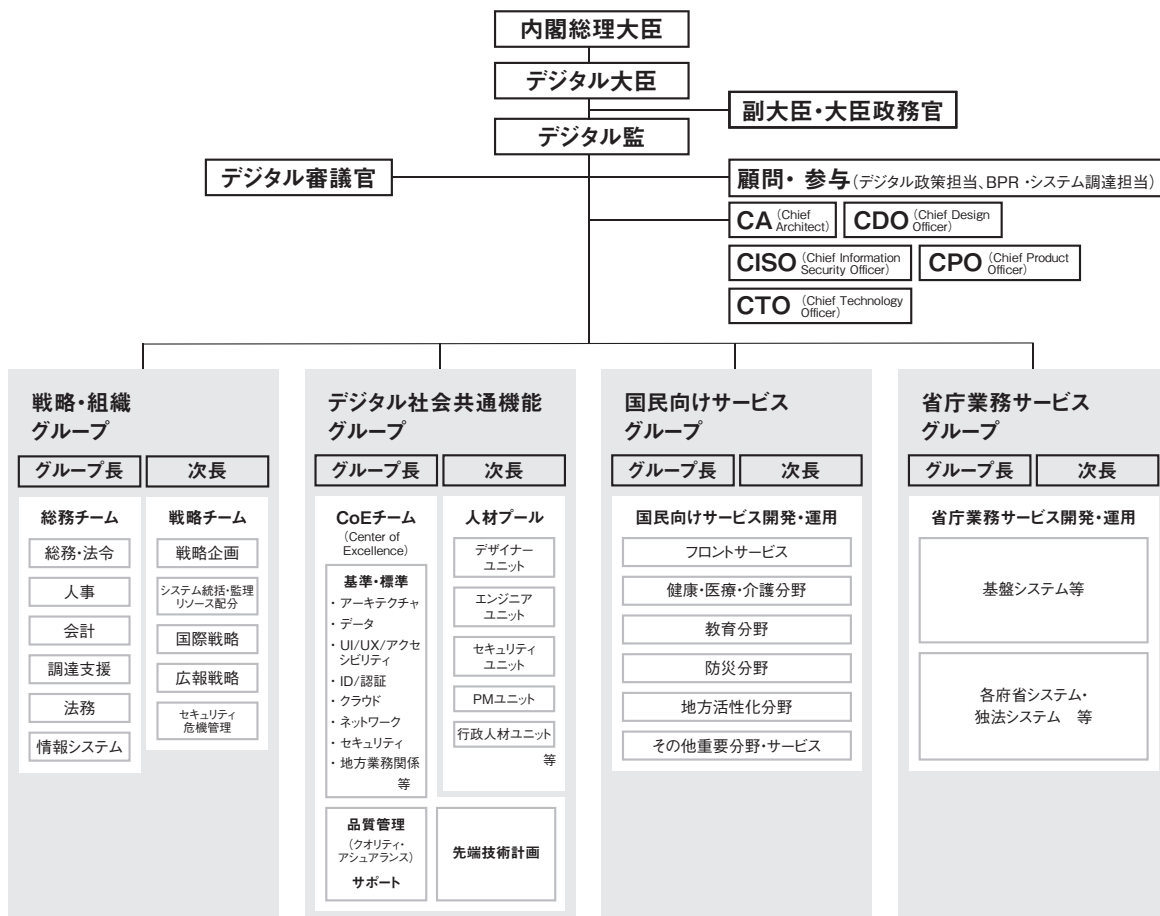 内閣総理大臣
デジタル大臣
副大臣・大臣政務官
デジタル監
デジタル審議官
顧問・ 参与(デジタル政策担当、BPR ・システム調達担当)
CA (Chief
Architect)
CDO (Chief Design
Officer)
CISO (Chief Information
Security Officer)
CPO (Chief Product
Officer)
CTO (Chief Technology
Officer)
戦略・組織
グループ
グループ長
次長
総務チーム
総務・法令
人事
会計
調達支援
法務
情報システム
戦略チーム
戦略企画
システム統括・監理
リソース配分
国際戦略
広報戦略
セキュリティ
危機管理
デジタル社会共通機能
グループ
グループ長
次長
CoEチーム
(Center of
Excellence)
基準・標準
・アーキテクチャ
・データ
・UI/UX/アクセ
シビリティ
・ID/認証
・クラウド
・ネットワーク
・セキュリティ
・地方業務関係
等
人材プール
デザイナー
ユニット
エンジニア
ユニット
セキュリティ
ユニット
PMユニット
行政人材ユニット
等
品質管理
(クオリティ・
アシュアランス)
サポート
先端技術計画
国民向けサービス
グループ
グループ長
次長
国民向けサービス開発・運用
フロントサービス
健康・医療・介護分野
教育分野
防災分野
地方活性化分野
その他重要分野・サービス
省庁業務サービス
グループ
グループ長
次長
省庁業務サービス開発・運用
基盤システム等
各府省システム・
独法システム 等